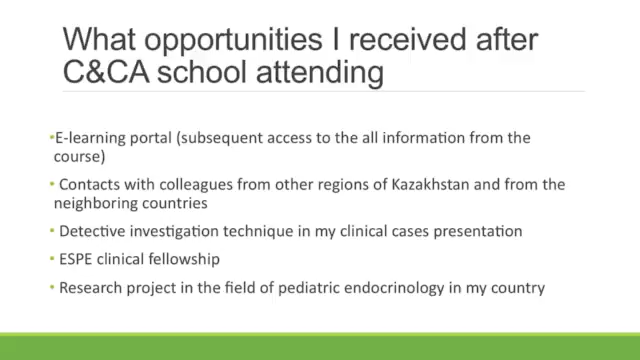 What opportunities I received after
C&CA school attending
•E-learning portal (subsequent access to the all information from the
course)
• Contacts with colleagues from other regions of Kazakhstan and from the
neighboring countries
• Detective investigation technique in my clinical cases presentation
• ESPE clinical fellowship
• Research project in the field of pediatric endocrinology in my country